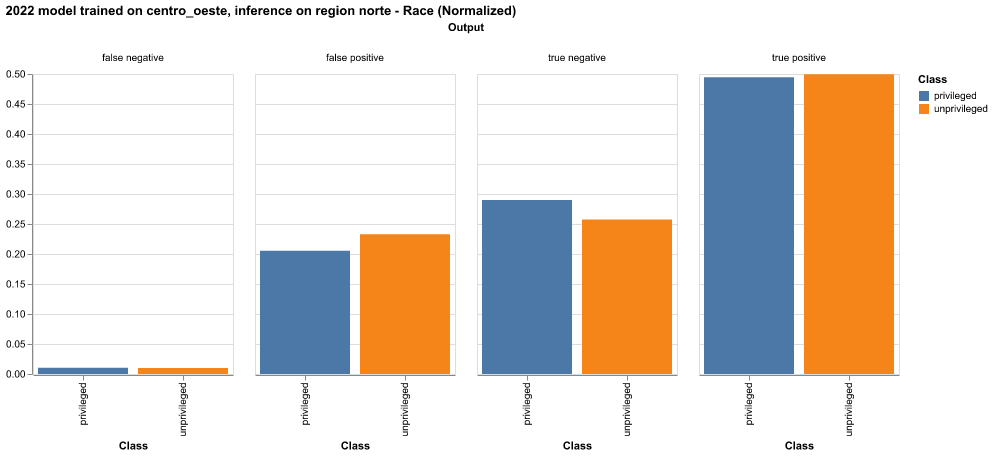 2022 model trained on centro_oeste, inference on region norte - Race (Normalized)
Output
false negative
false positive
true negative
true positive
0.50
0.45
0.40
0.35
0.30
0.25
0.20
0.15
0.10
0.05
0.00
privileged
unprivileged
privileged
unprivileged
privileged
unprivileged
privileged
unprivileged
Class
Class
Class
Class
Class
privileged
unprivileged